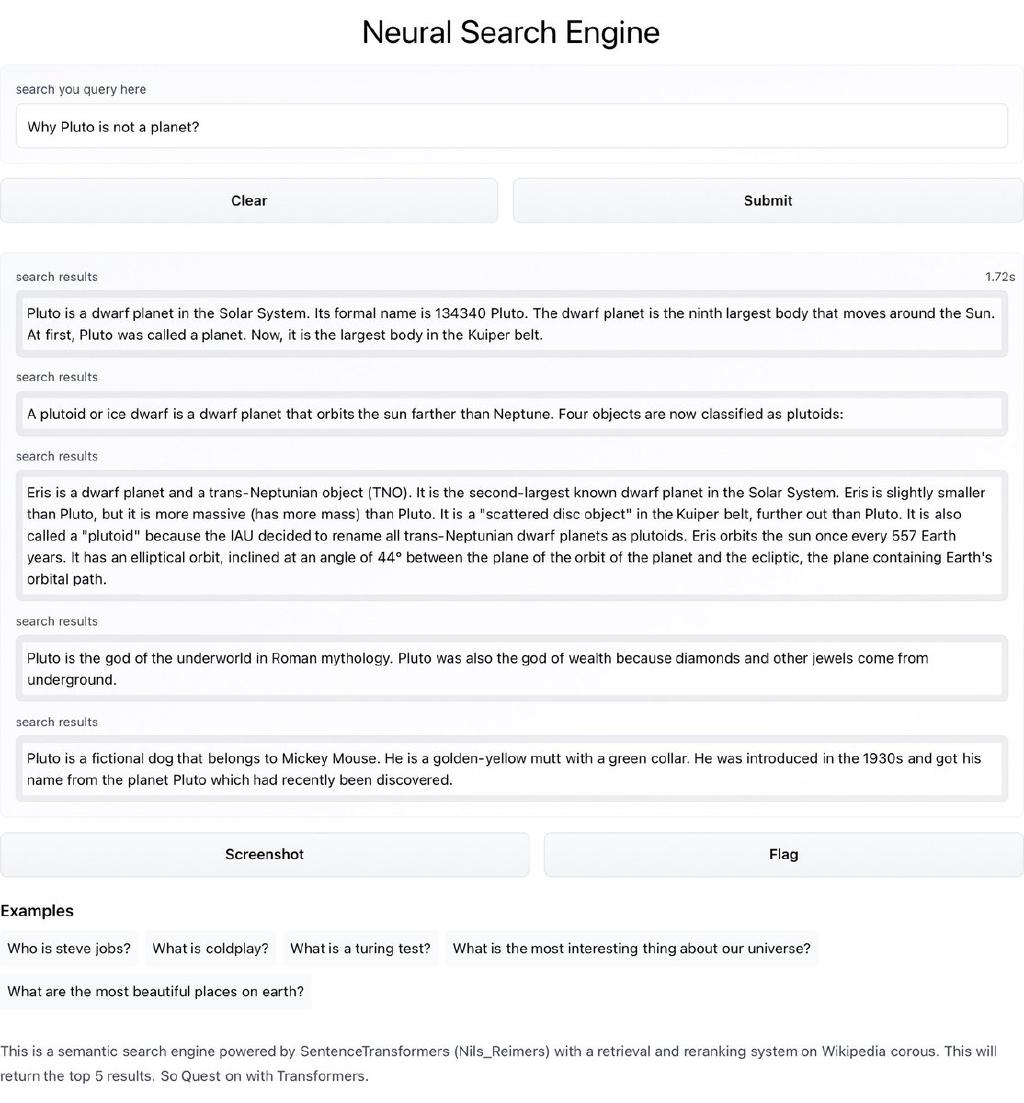 Neural Search Engine
search you query here
Why Pluto is not a planet?
Clear
Submit
search results
1.72s
Pluto is a dwarf planet in the Solar System. Its formal name is 134340 Pluto. The dwarf planet is the ninth largest body that moves around the Sun.
At first, Pluto was called a planet. Now, it is the largest body in the Kuiper belt.
search results
A plutoid or ice dwarf is a dwarf planet that orbits the sun farther than Neptune. Four objects are now classified as plutoids:
search results
Eris is a dwarf planet and a trans-Neptunian object (TNO). It is the second-largest known dwarf planet in the Solar System. Eris is slightly smaller
than Pluto, but it is more massive (has more mass) than Pluto. It is a "scattered disc object" in the Kuiper belt, further out than Pluto. It is also
called a "plutoid" because the IAU decided to rename all trans-Neptunian dwarf planets as plutoids. Eris orbits the sun once every 557 Earth
years. It has an elliptical orbit, inclined at an angle of 44° between the plane of the orbit of the planet and the ecliptic, the plane containing Earth's
orbital path.
search results
Pluto is the god of the underworld in Roman mythology. Pluto was also the god of wealth because diamonds and other jewels come from
underground.
search results
Pluto is a fictional dog that belongs to Mickey Mouse. He is a golden-yellow mutt with a green collar. He was introduced in the 1930s and got his
name from the planet Pluto which had recently been discovered.
Screenshot
Flag
Examples
Who is steve jobs?
What is coldplay?
What is a turing test?
What is the most interesting thing about our universe?
What are the most beautiful places on earth?
This is a semantic search engine powered by SentenceTransformers (Nils_Reimers) with a retrieval and reranking system on Wikipedia corous. This will
return the top 5 results. So Quest on with Transformers.